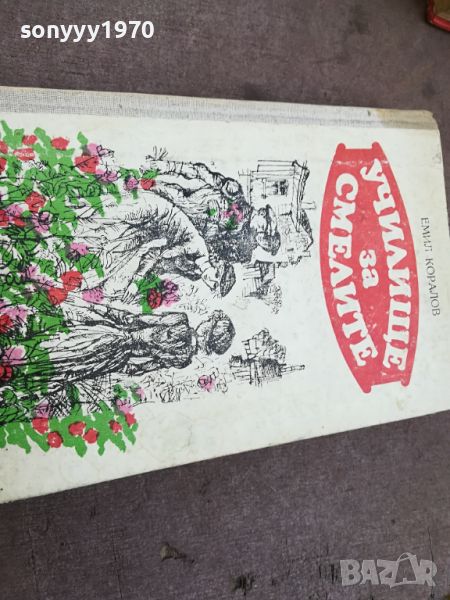 sonyyy1970
ЕМИЛ КОРАЛОВ
УЧИЛИЩЕ
за
СМЕЛИТЕ
BAZAR